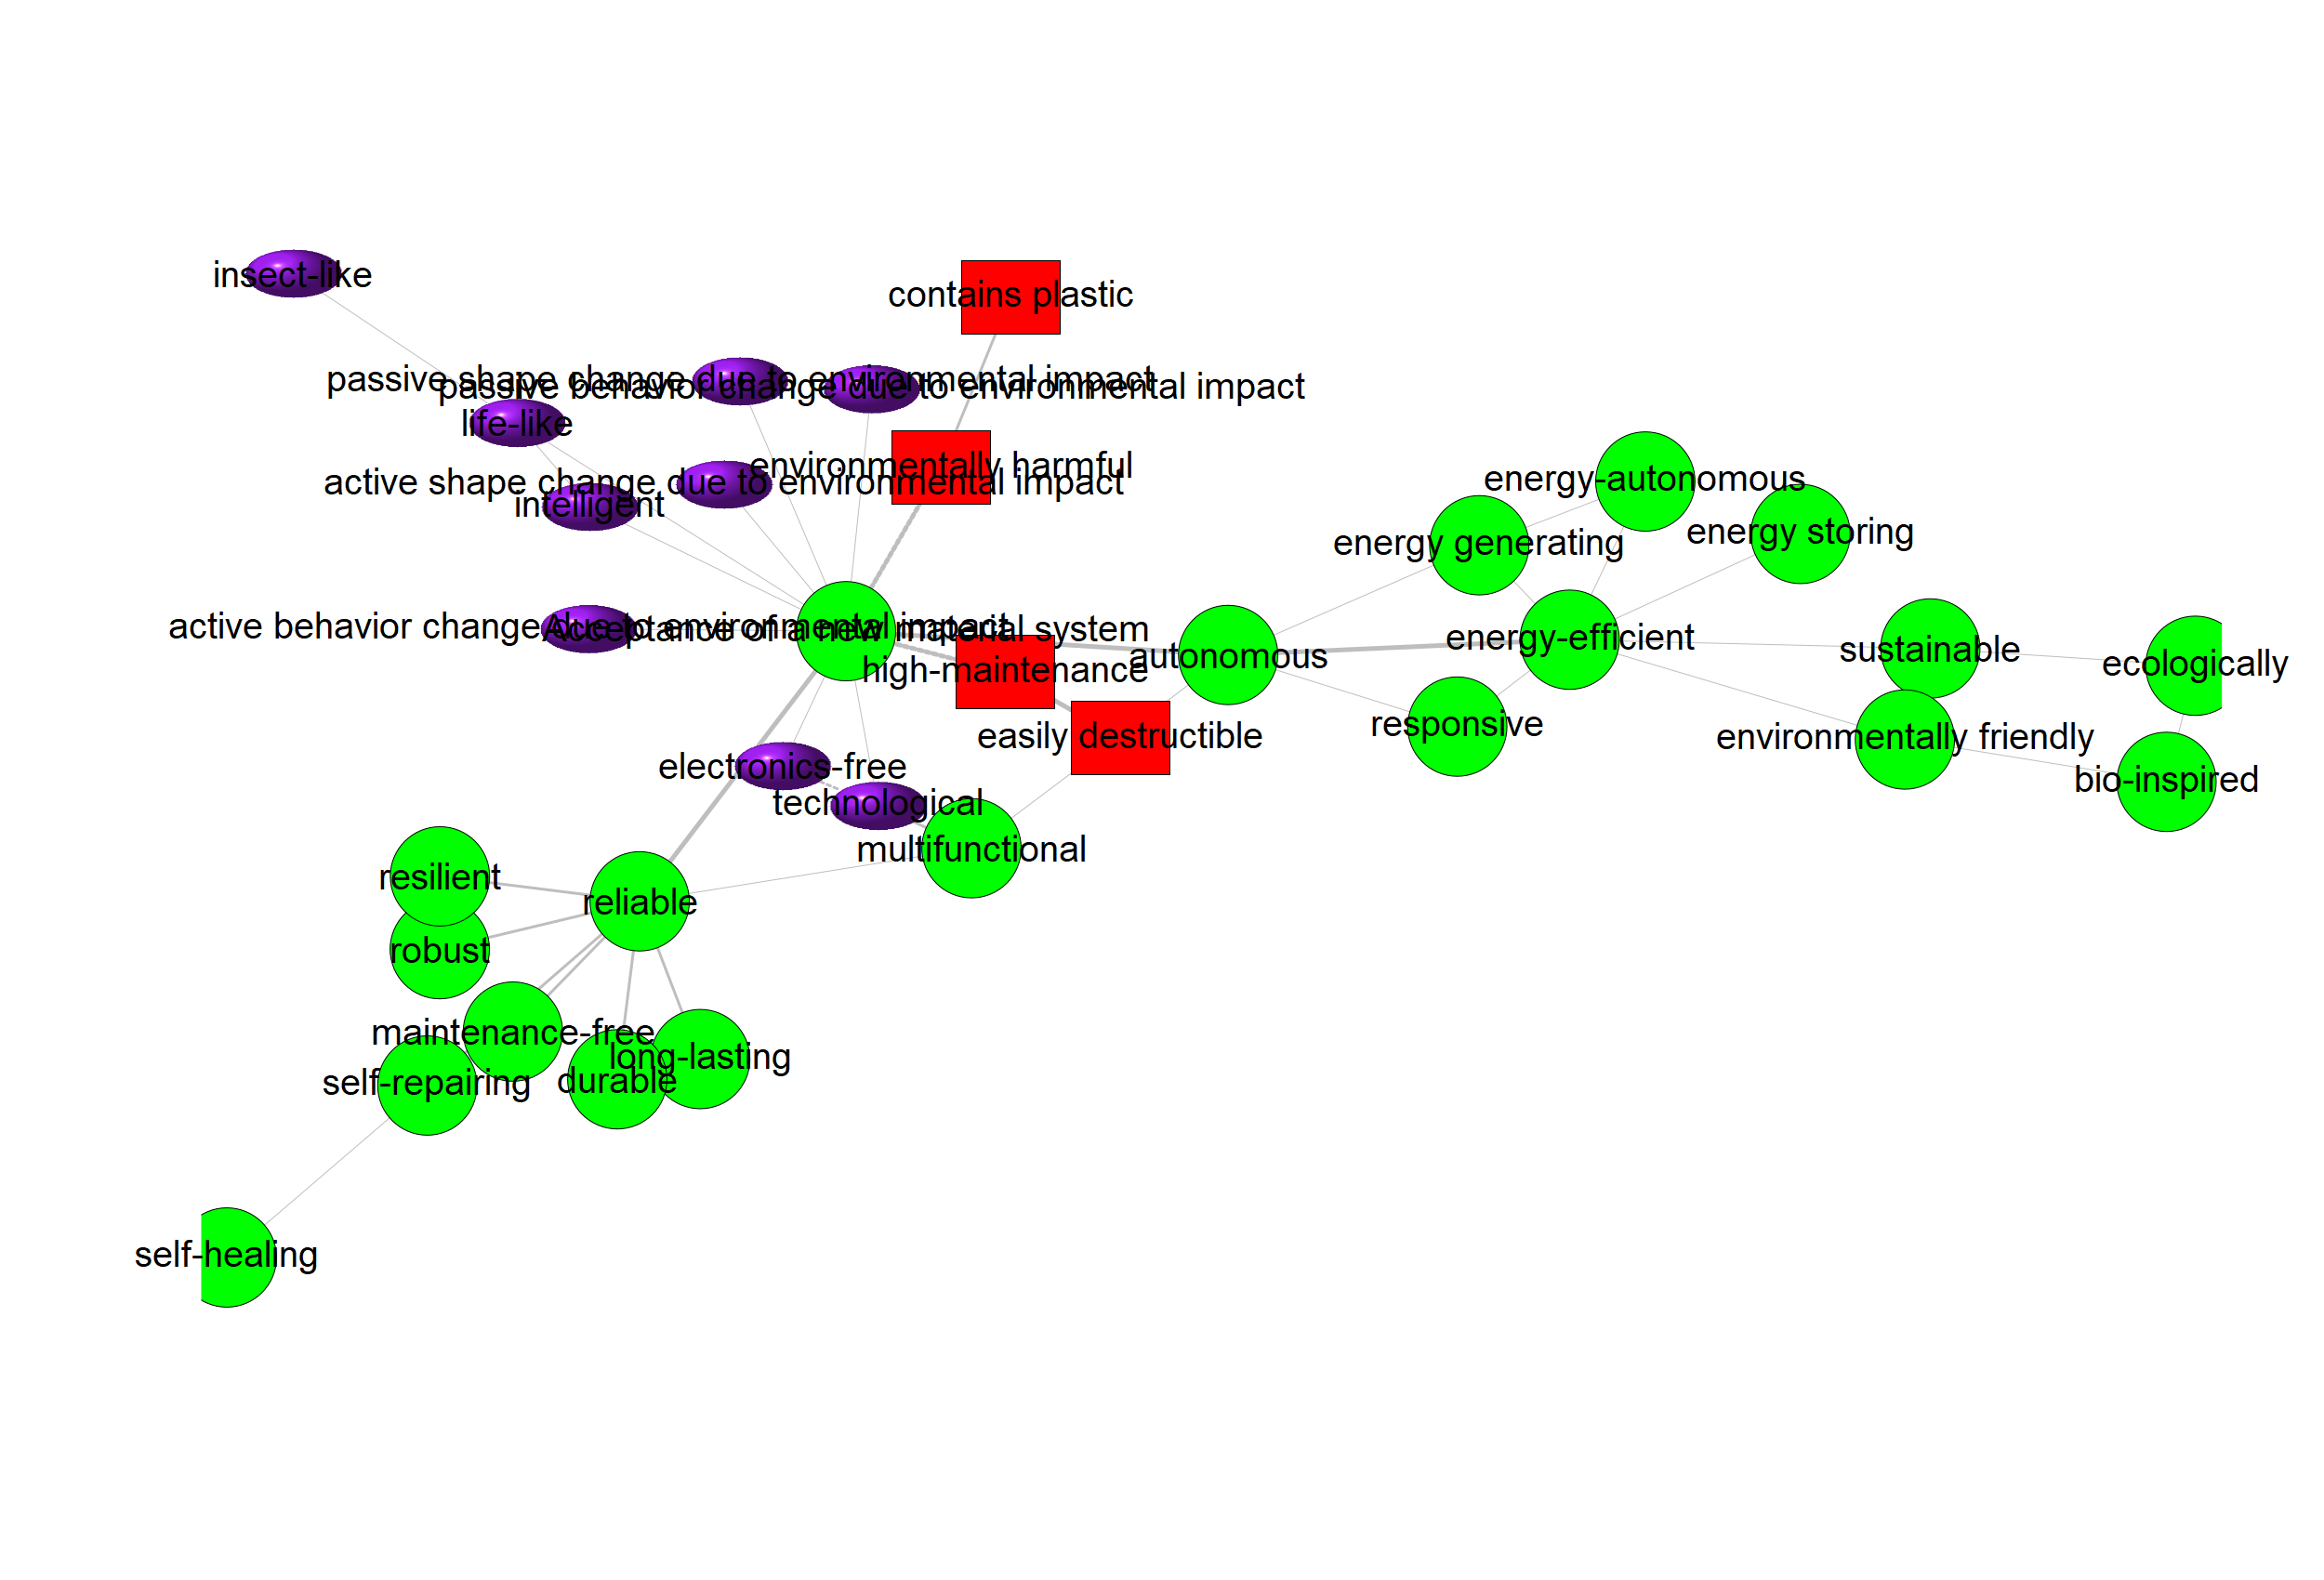 insect-like
contains plastic
passive shape change due to environmental impact
passive behavior change due to environmental impact
life-like
environmentally harmful
active shape change due to environmental impact
intelligent
energy-autonomous
energy storing
energy generating
active behavior change due to environmental impact
Acceptance of a new material system
energy-efficient
sustainable
autonomous
high-maintenance
ecologically
responsive
easily destructible
environmentally friendly
electronics-free
bio-inspired
technological
multifunctional
resilient
reliable
robust
maintenance-free
long-lasting
durable
self-repairing
self-healing